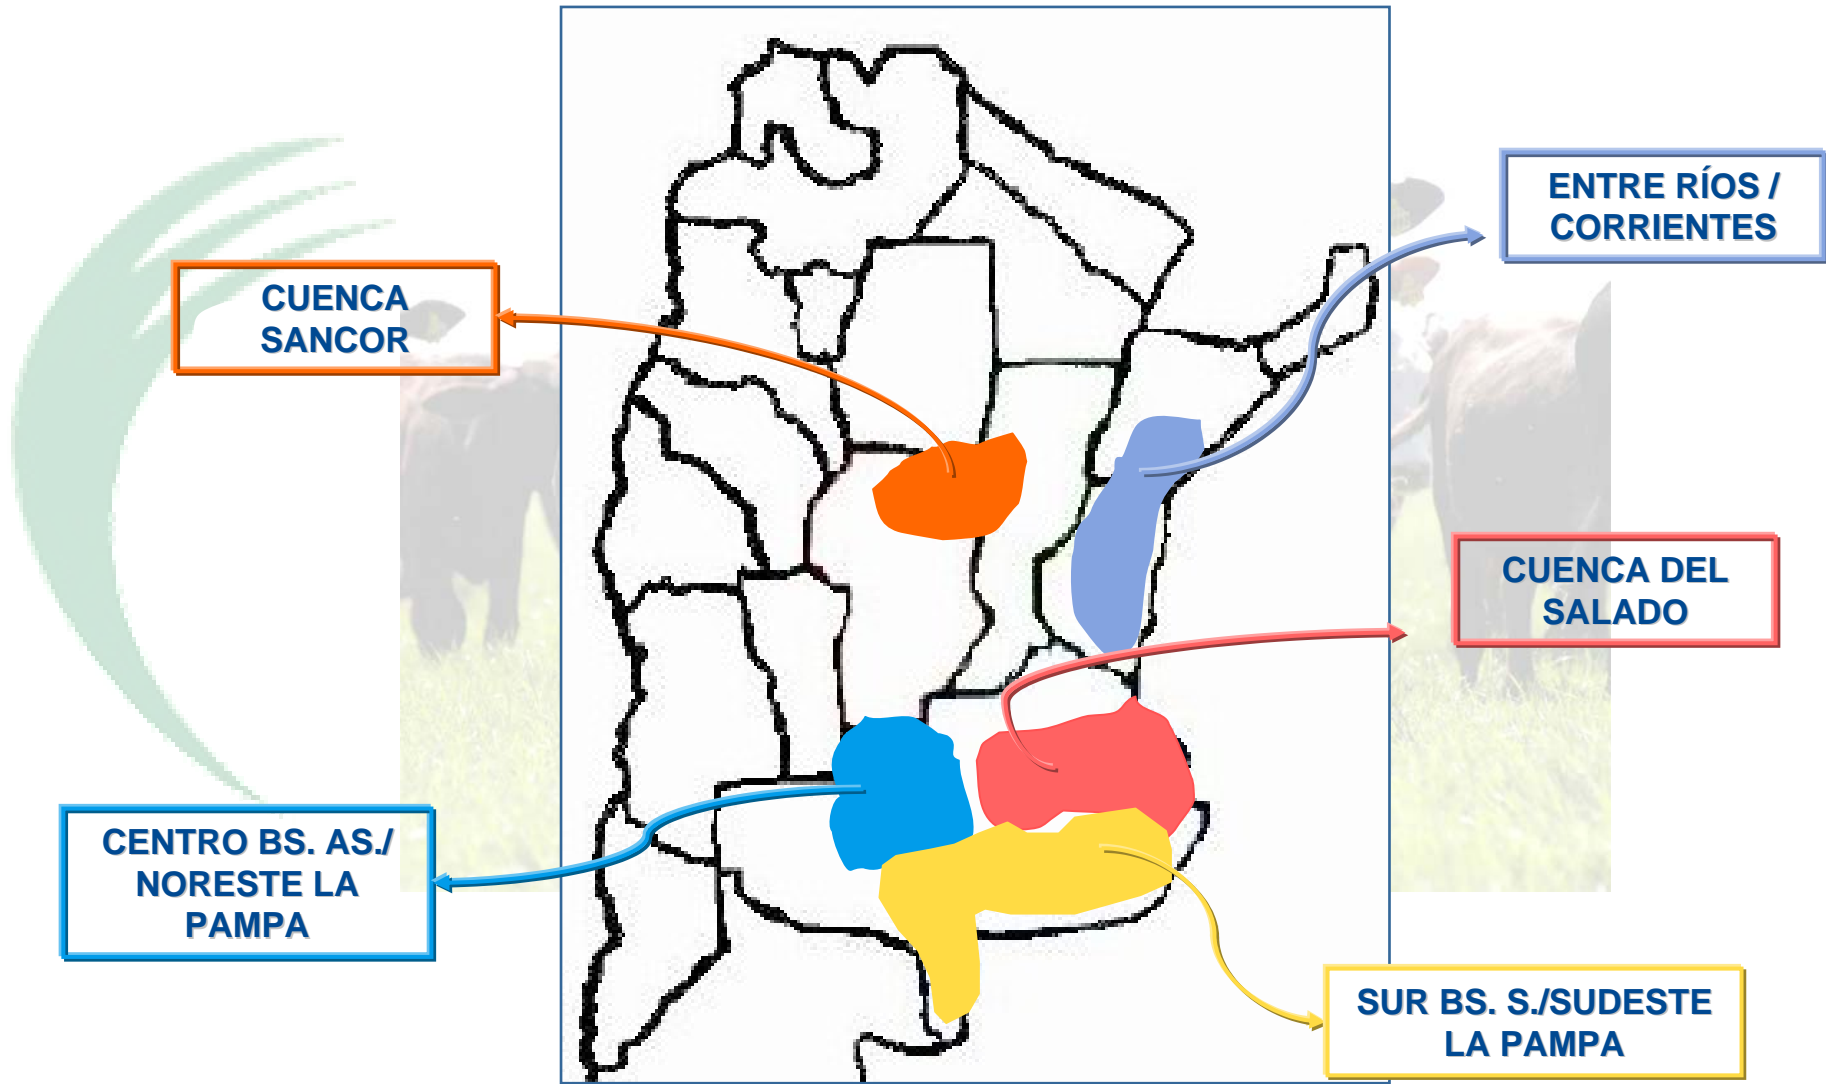 ENTRE RÍOS /
CORRIENTES
CUENCA
SANCOR
CUENCA DEL
SALADO
CENTRO BS. AS./
NORESTE LA
PAMPA
SUR BS. S./SUDESTE
LA PAMPA